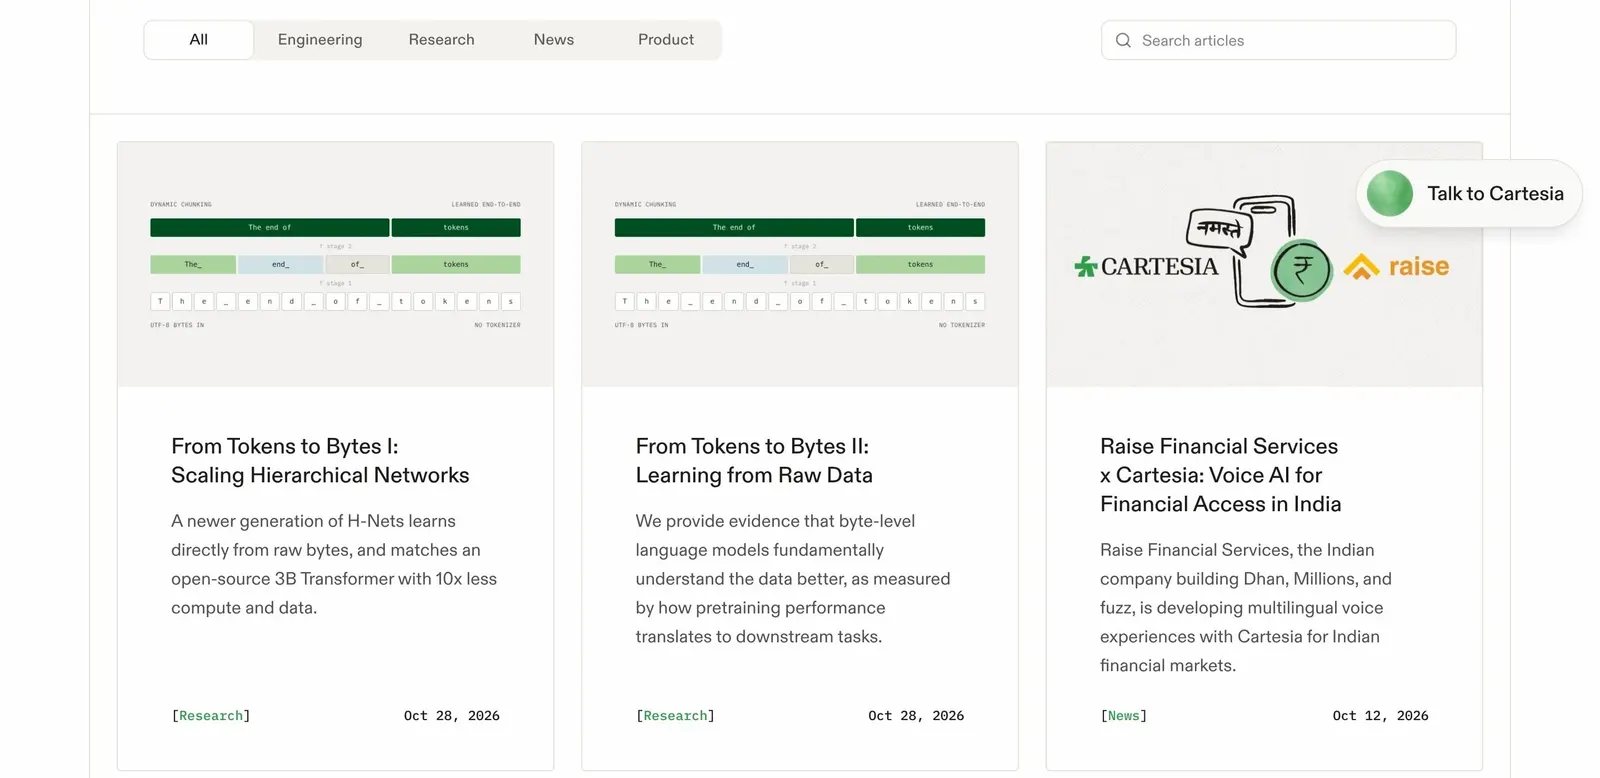 All
Engineering
Research
News
Product
Search articles
Talk to Cartesia
DYNAMIC CHUNKING LEARNED END-TO-END
The end of tokens
↑ stage 2
The_ end_ of_ tokens
↑ stage 1
T h e _ e n d _ o f _ t o k e n s
UTF-8 BYTES IN NO TOKENIZER
From Tokens to Bytes I:
Scaling Hierarchical Networks
A newer generation of H-Nets learns
directly from raw bytes, and matches an
open-source 3B Transformer with 10x less
compute and data.
[Research] Oct 28, 2026
DYNAMIC CHUNKING LEARNED END-TO-END
The end of tokens
↑ stage 2
The_ end_ of_ tokens
↑ stage 1
T h e _ e n d _ o f _ t o k e n s
UTF-8 BYTES IN NO TOKENIZER
From Tokens to Bytes II:
Learning from Raw Data
We provide evidence that byte-level
language models fundamentally
understand the data better, as measured
by how pretraining performance
translates to downstream tasks.
[Research] Oct 28, 2026
नमस्ते
CARTESIA ₹ raise
Raise Financial Services
x Cartesia: Voice AI for
Financial Access in India
Raise Financial Services, the Indian
company building Dhan, Millions, and
fuzz, is developing multilingual voice
experiences with Cartesia for Indian
financial markets.
[News] Oct 12, 2026